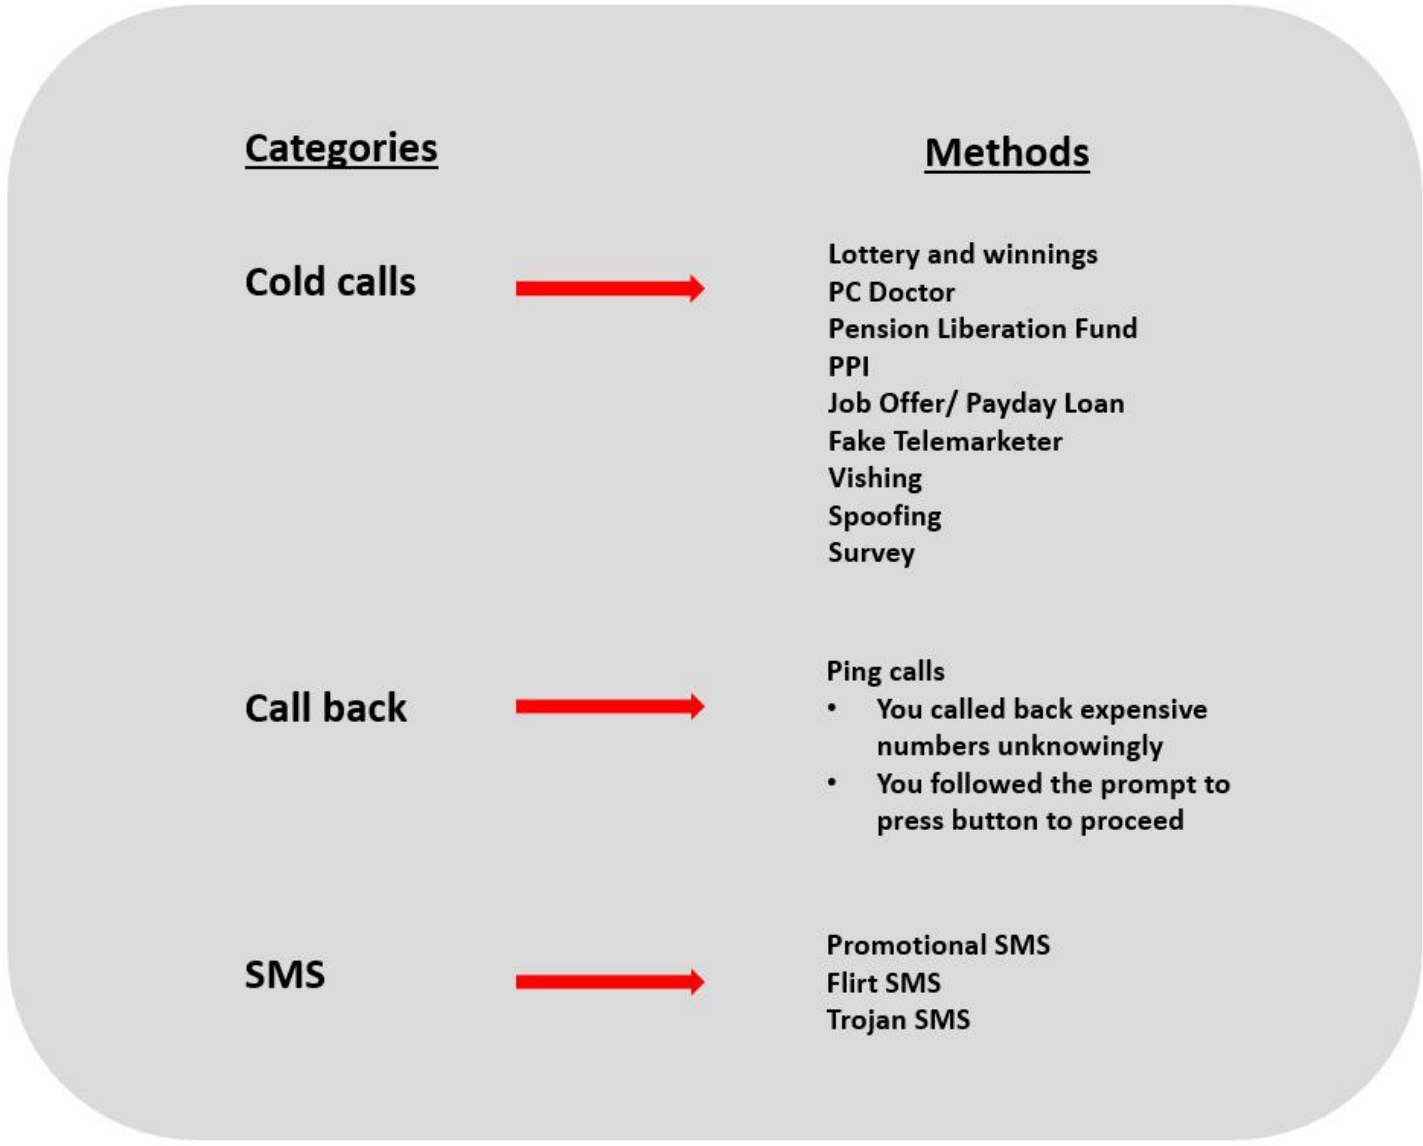 Categories
Methods
Cold calls
Lottery and winnings
PC Doctor
Pension Liberation Fund
PPI
Job Offer/ Payday Loan
Fake Telemarketer
Vishing
Spoofing
Survey
Call back
Ping calls
• You called back expensive
numbers unknowingly
• You followed the prompt to
press button to proceed
SMS
Promotional SMS
Flirt SMS
Trojan SMS